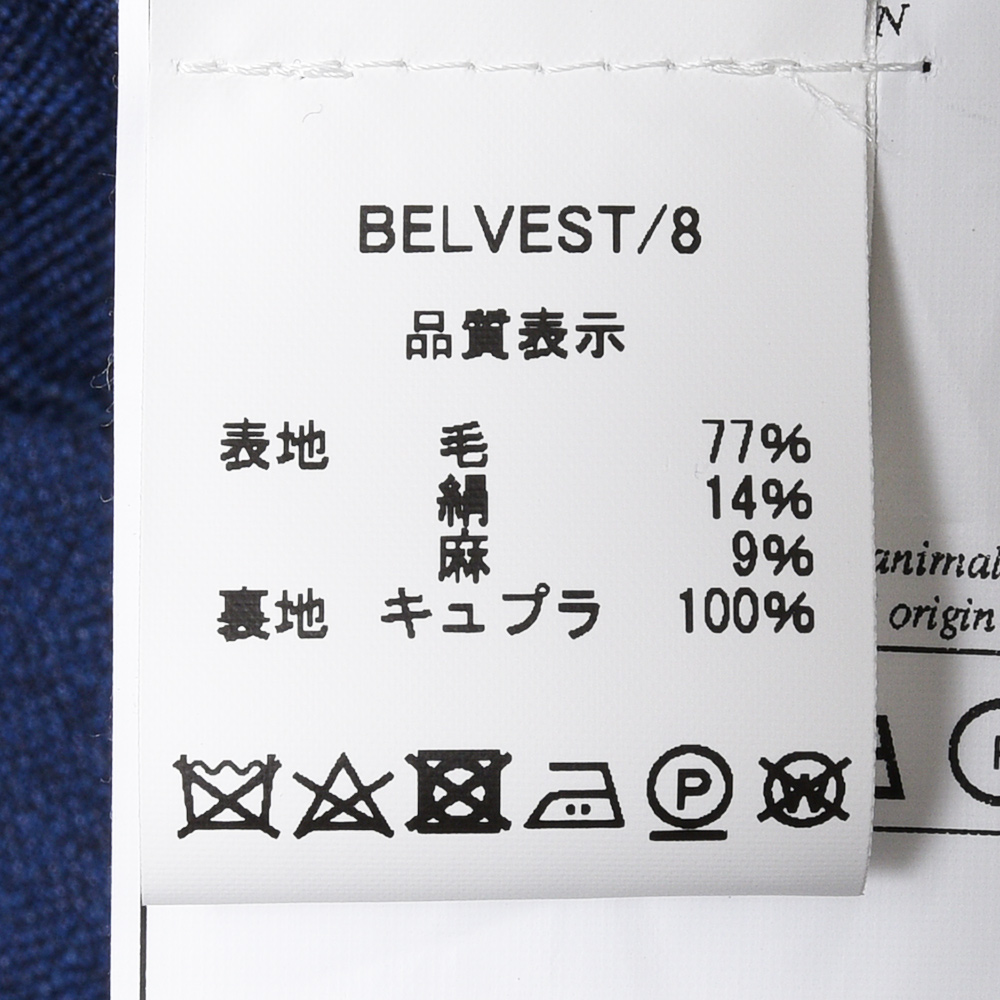 N
BELVEST/8
品質表示
表地 毛 77%
絹 14%
麻 9%
裏地 キュプラ 100%
animal
origin
P
W